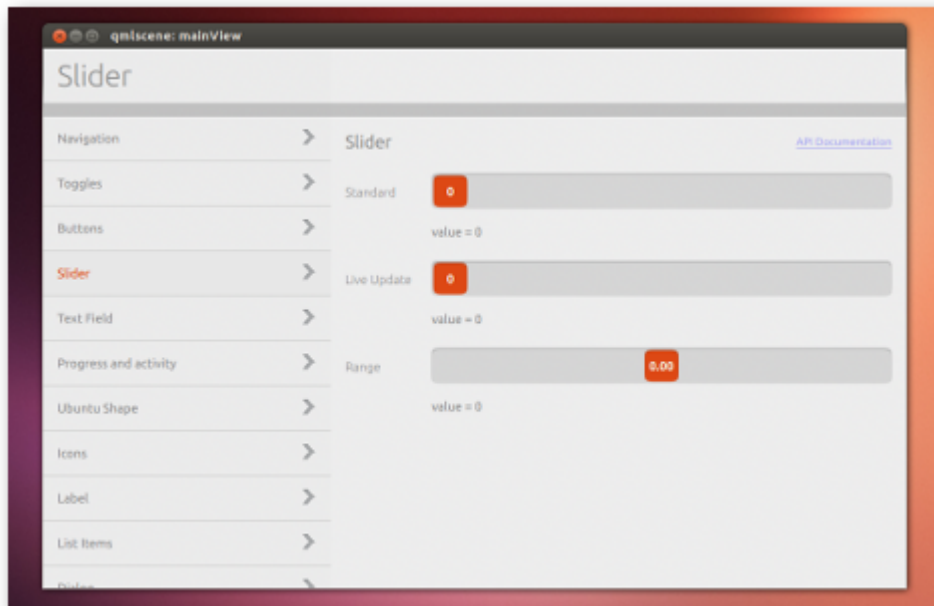 qmlscene: mainView
Slider
Navigation
Toggles
Buttons
Slider
Text Field
Progress and activity
Ubuntu Shape
Icons
Label
List Items
Slider
API Documentation
Standard
0
value = 0
Live Update
0
value = 0
Range
0.00
value = 0